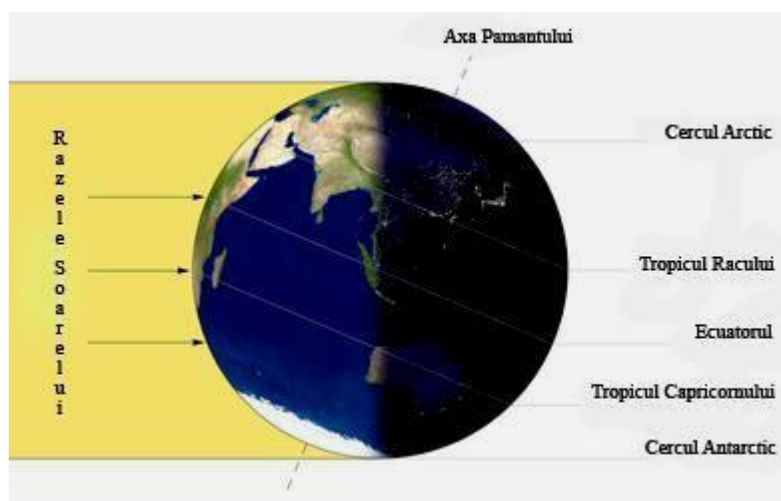 Axa Pamantului
Cercul Arctic
Razele Soarelui
Tropicul Racului
Ecuatorul
Tropicul Capricornului
Cercul Antarctic